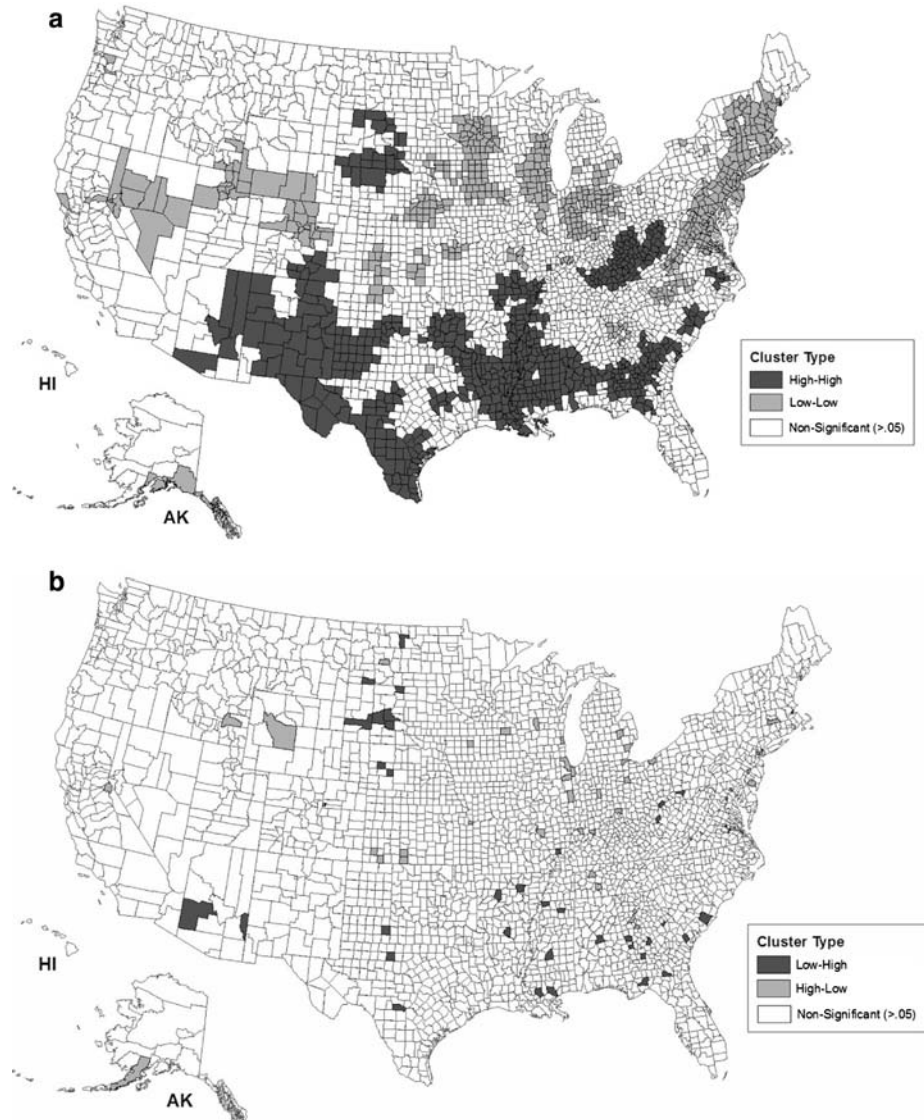 a
HI
AK
Cluster Type
High-High
Low-Low
Non-Significant (>.05)
b
HI
AK
Cluster Type
Low-High
High-Low
Non-Significant (>.05)